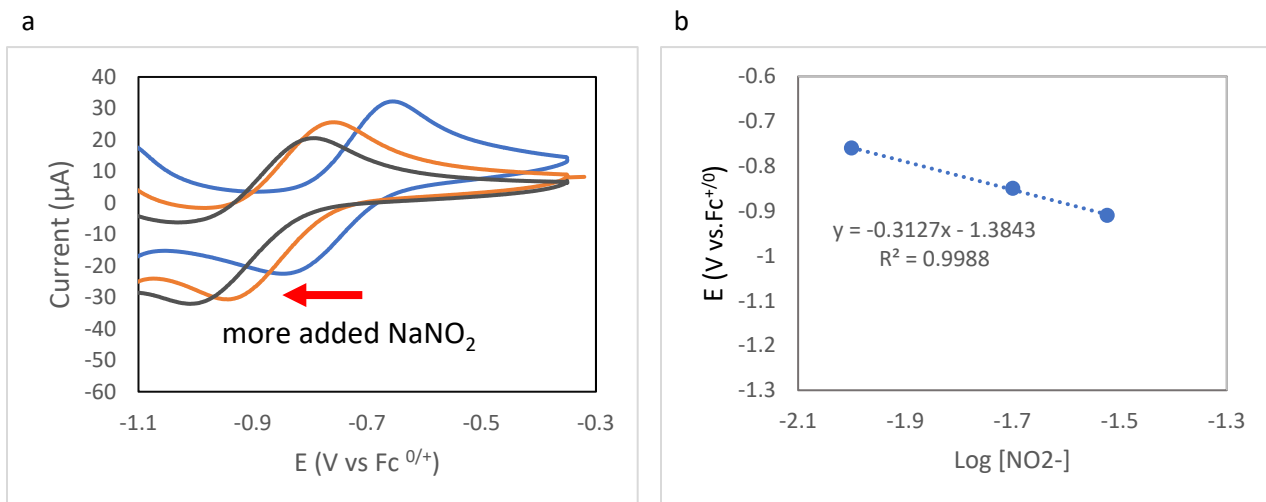 a
40
30
20
10
0
-10
-20
-30
-40
-50
-60
Current (µA)
more added NaNO₂
-1.1 -0.9 -0.7 -0.5 -0.3
E (V vs Fc ⁰/⁺)
b
-0.6
-0.7
-0.8
-0.9
-1
-1.1
-1.2
-1.3
E (V vs.Fc⁺/⁰)
y = -0.3127x - 1.3843
R² = 0.9988
-2.1 -1.9 -1.7 -1.5 -1.3
Log [NO2-]